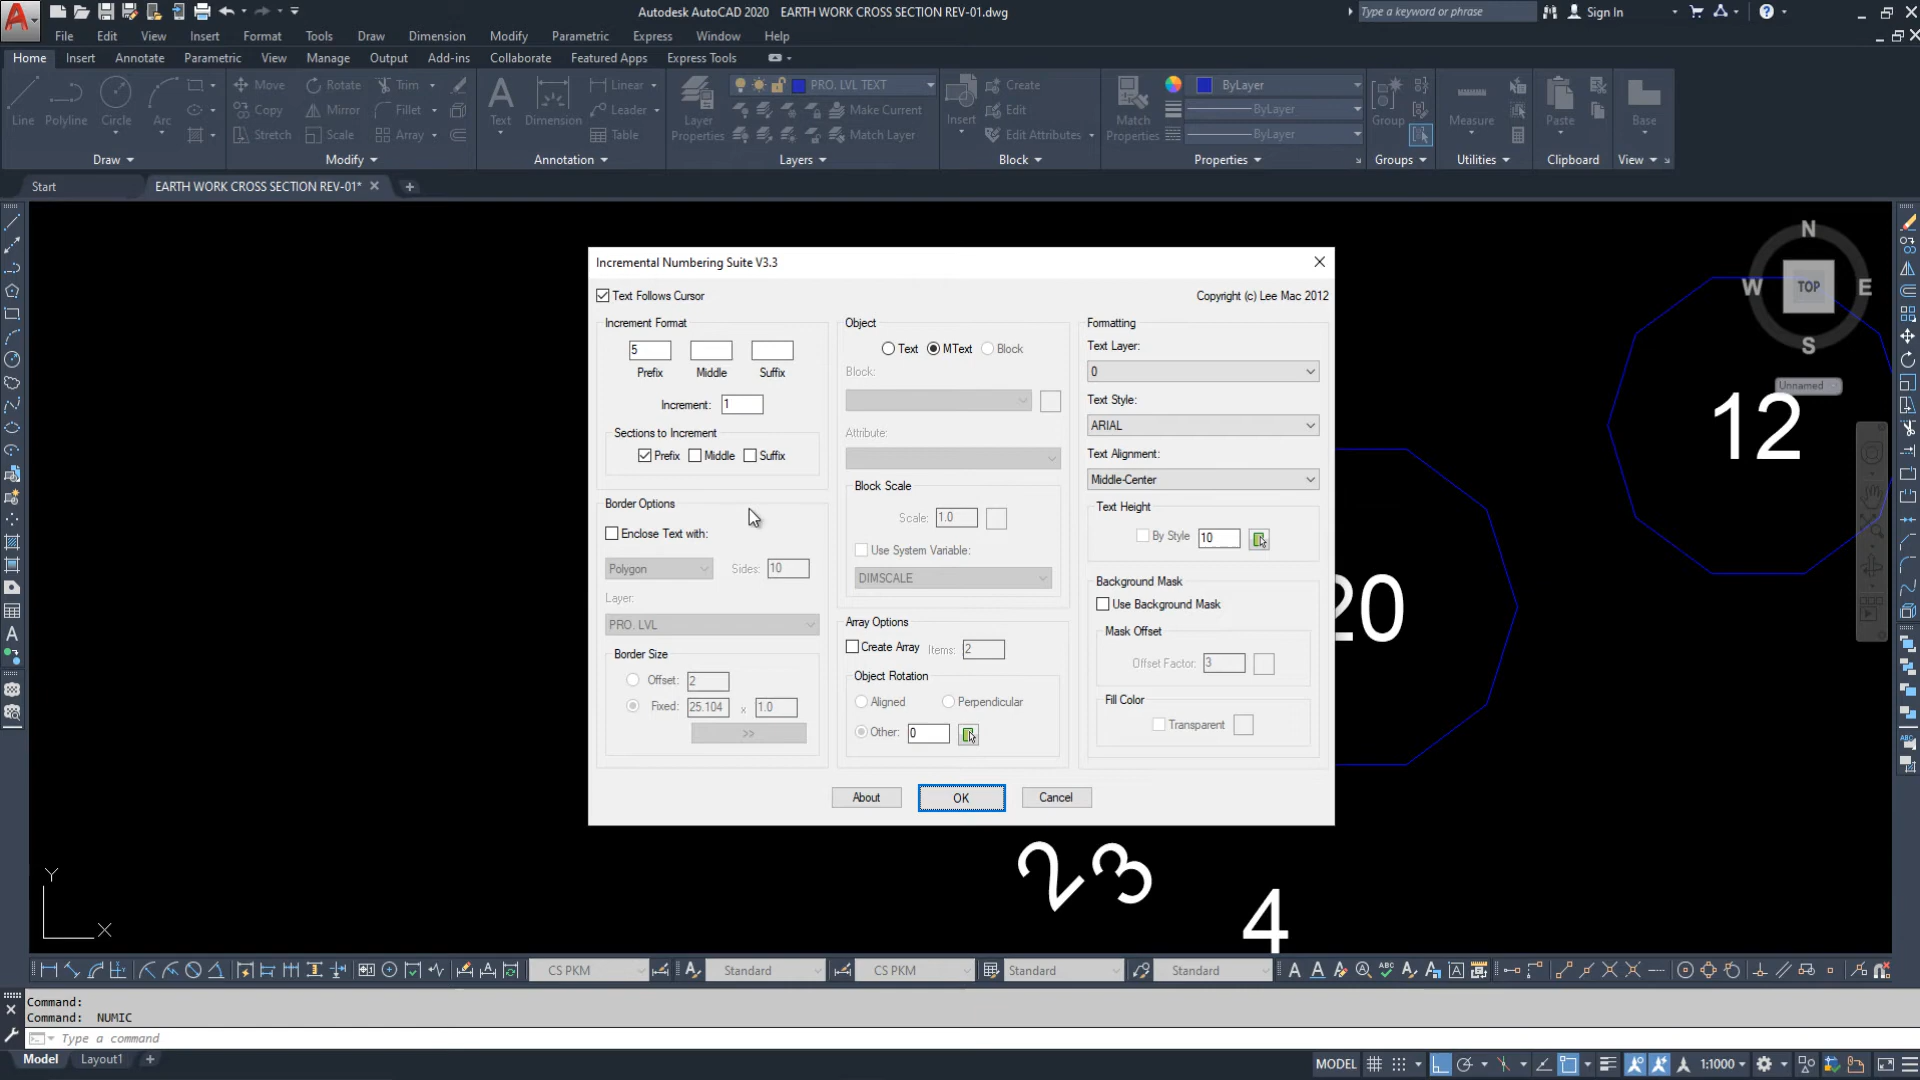 Autodesk AutoCAD 2020 EARTH WORK CROSS SECTION REV-01.dwg
Type a keyword or phrase
Sign In
File Edit View Insert Format Tools Draw Dimension Modify Parametric Express Window Help
Home Insert Annotate Parametric View Manage Output Add-ins Collaborate Featured Apps Express Tools
Line Polyline Circle Arc
Move Rotate Trim
Copy Mirror Fillet
Stretch Scale Array
Text Dimension
Linear
Leader
Table
Layer Properties
PRO. LVL TEXT
Make Current
Match Layer
Insert
Create
Edit
Edit Attributes
Match Properties
ByLayer
ByLayer
ByLayer
Group
Measure
Paste
Base
Draw Modify Annotation Layers Block Properties Groups Utilities Clipboard View
Start EARTH WORK CROSS SECTION REV-01*
Incremental Numbering Suite V3.3
Text Follows Cursor
Copyright (c) Lee Mac 2012
Increment Format
5
Prefix Middle Suffix
Increment: 1
Sections to Increment
Prefix Middle Suffix
Border Options
Enclose Text with:
Polygon Sides: 10
Layer:
PRO. LVL
Border Size
Offset: 2
Fixed: 25.104 x 1.0
>>
Object
Text MText Block
Block:
Attribute:
Block Scale
Scale: 1.0
Use System Variable:
DIMSCALE
Array Options
Create Array Items: 2
Object Rotation
Aligned Perpendicular
Other: 0
Formatting
Text Layer:
0
Text Style:
ARIAL
Text Alignment:
Middle-Center
Text Height
By Style 10
Background Mask
Use Background Mask
Mask Offset
Offset Factor: 3
Fill Color
Transparent
About OK Cancel
N
W TOP E
S
Unnamed
12
20
2 3
4
Y
X
CS PKM Standard CS PKM Standard Standard
Command:
Command: NUMIC
Type a command
Model Layout1 +
MODEL 1:1000